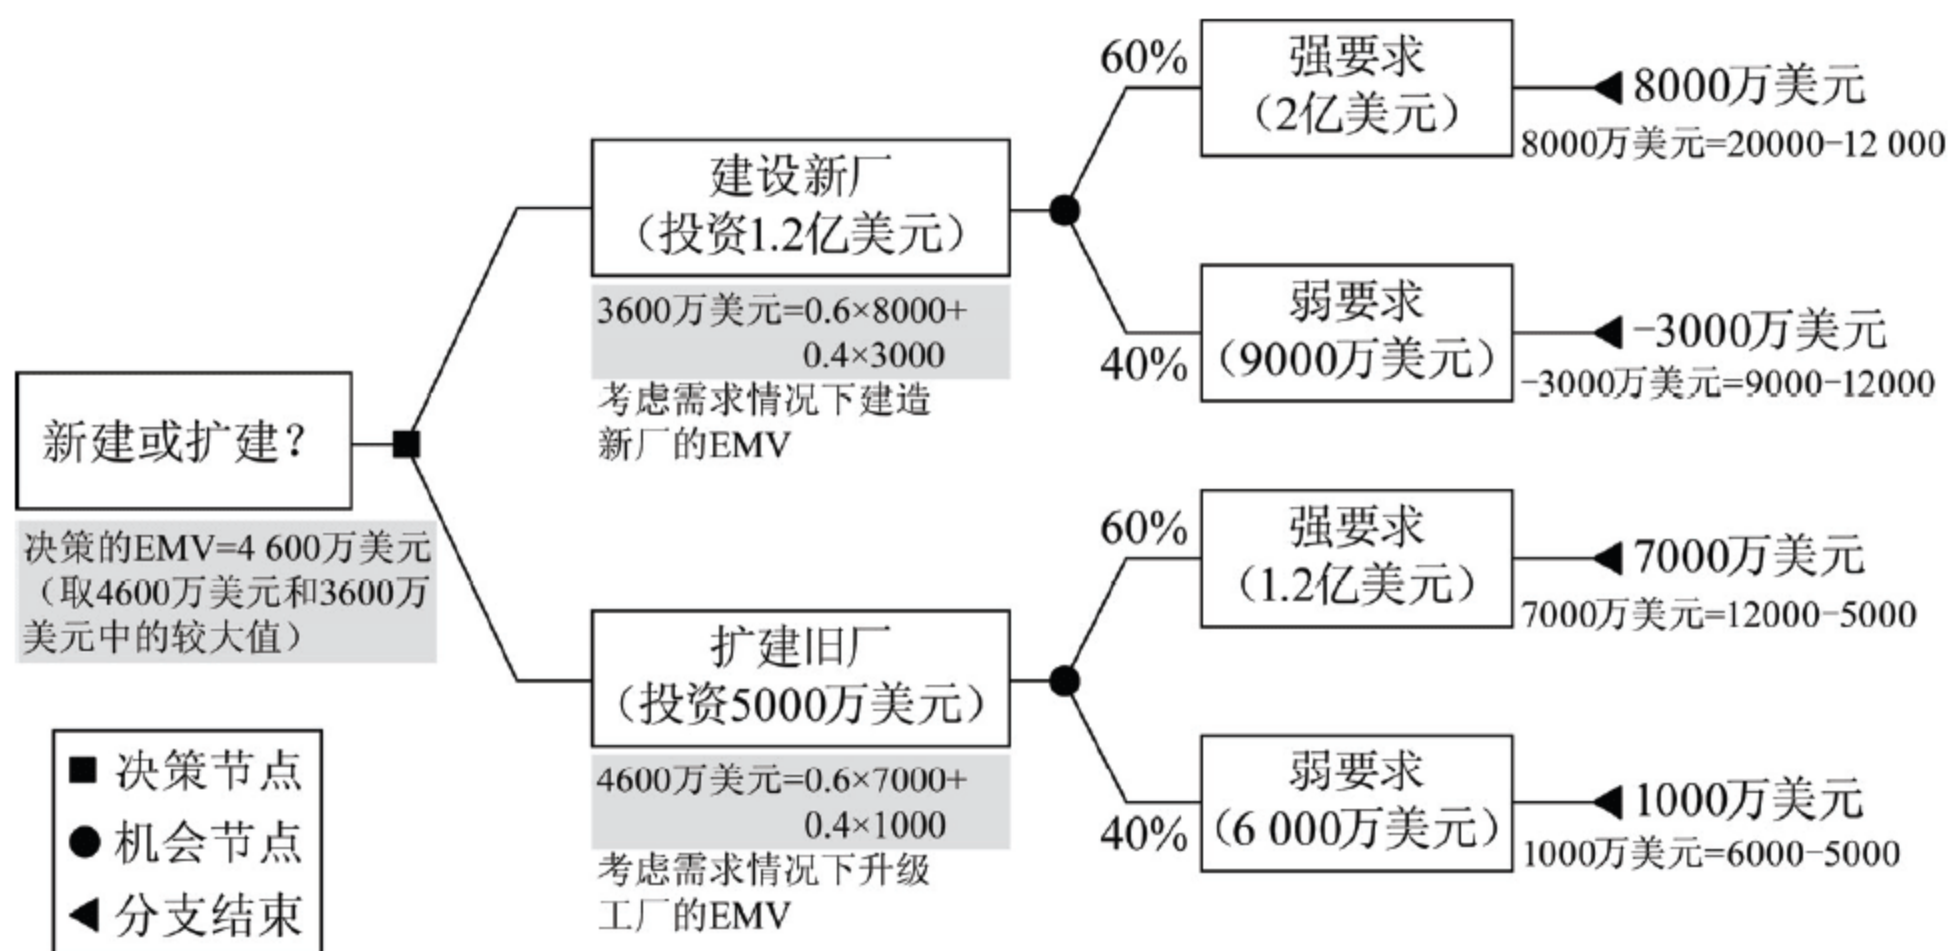 新建或扩建?
决策的EMV=4 600万美元
(取4600万美元和3600万
美元中的较大值)
建设新厂
(投资1.2亿美元)
3600万美元=0.6×8000+
0.4×3000
考虑需求情况下建造
新厂的EMV
60%
强要求
(2亿美元)
8000万美元
8000万美元=20000-12 000
40%
弱要求
(9000万美元)
-3000万美元
-3000万美元=9000-12000
扩建旧厂
(投资5000万美元)
4600万美元=0.6×7000+
0.4×1000
考虑需求情况下升级
工厂的EMV
60%
强要求
(1.2亿美元)
7000万美元
7000万美元=12000-5000
40%
弱要求
(6 000万美元)
1000万美元
1000万美元=6000-5000
决策节点
机会节点
分支结束